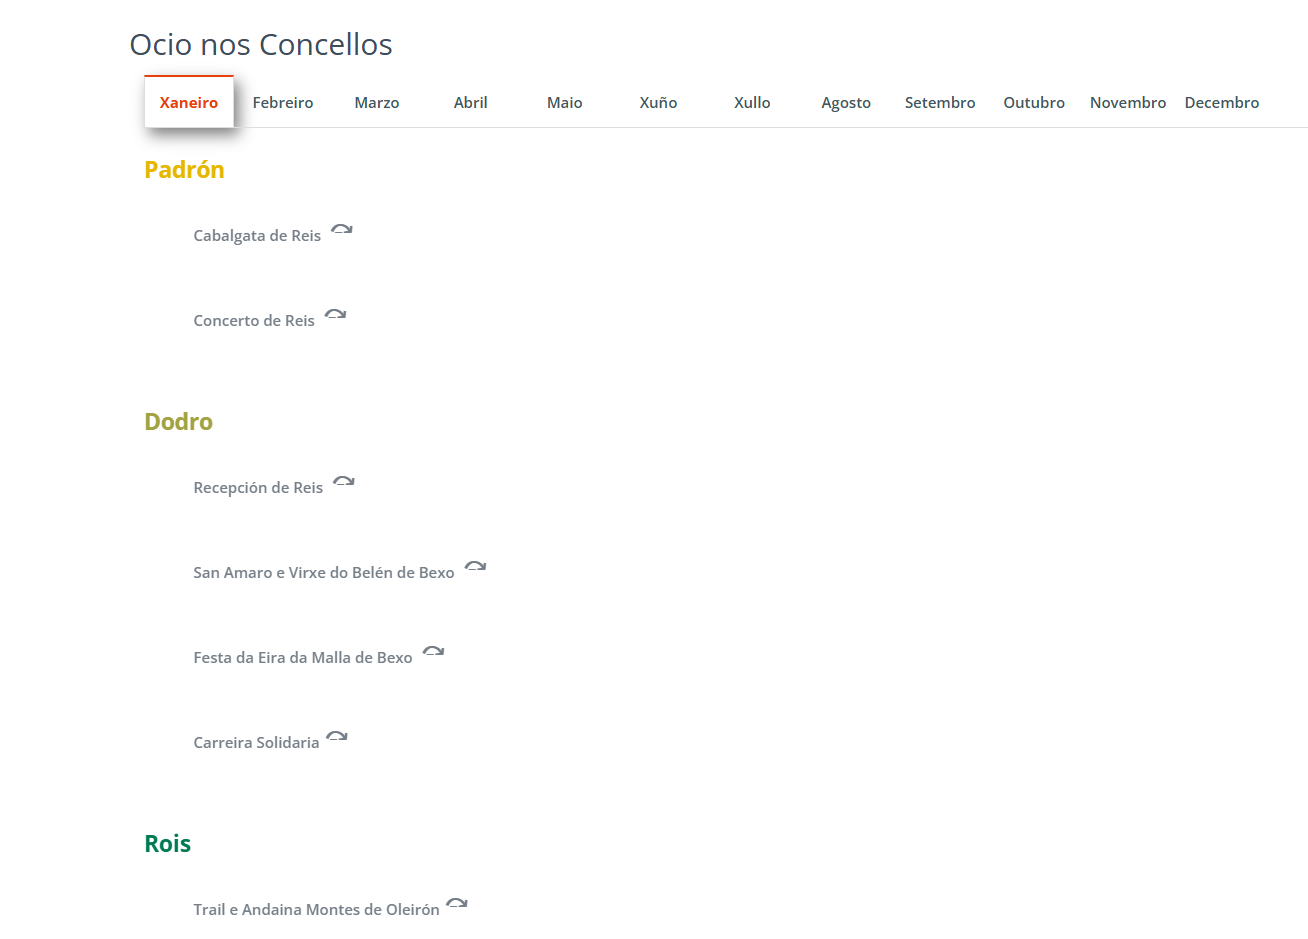 Ocio nos Concellos
Xaneiro Febreiro Marzo Abril Maio Xuño Xullo Agosto Setembro Outubro Novembro Decembro
Padrón
Cabalgata de Reis
Concerto de Reis
Dodro
Recepción de Reis
San Amaro e Virxe do Belén de Bexo
Festa da Eira da Malla de Bexo
Carreira Solidaria
Rois
Trail e Andaina Montes de Oleirón